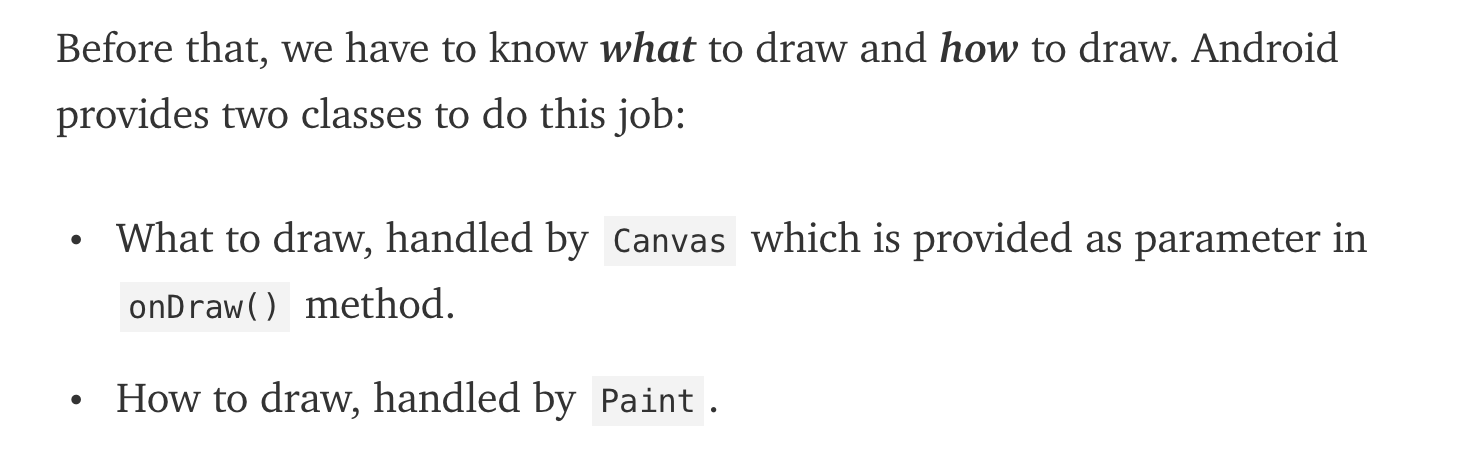 Before that, we have to know what to draw and how to draw. Android
provides two classes to do this job:
• What to draw, handled by Canvas which is provided as parameter in
onDraw() method.
• How to draw, handled by Paint.